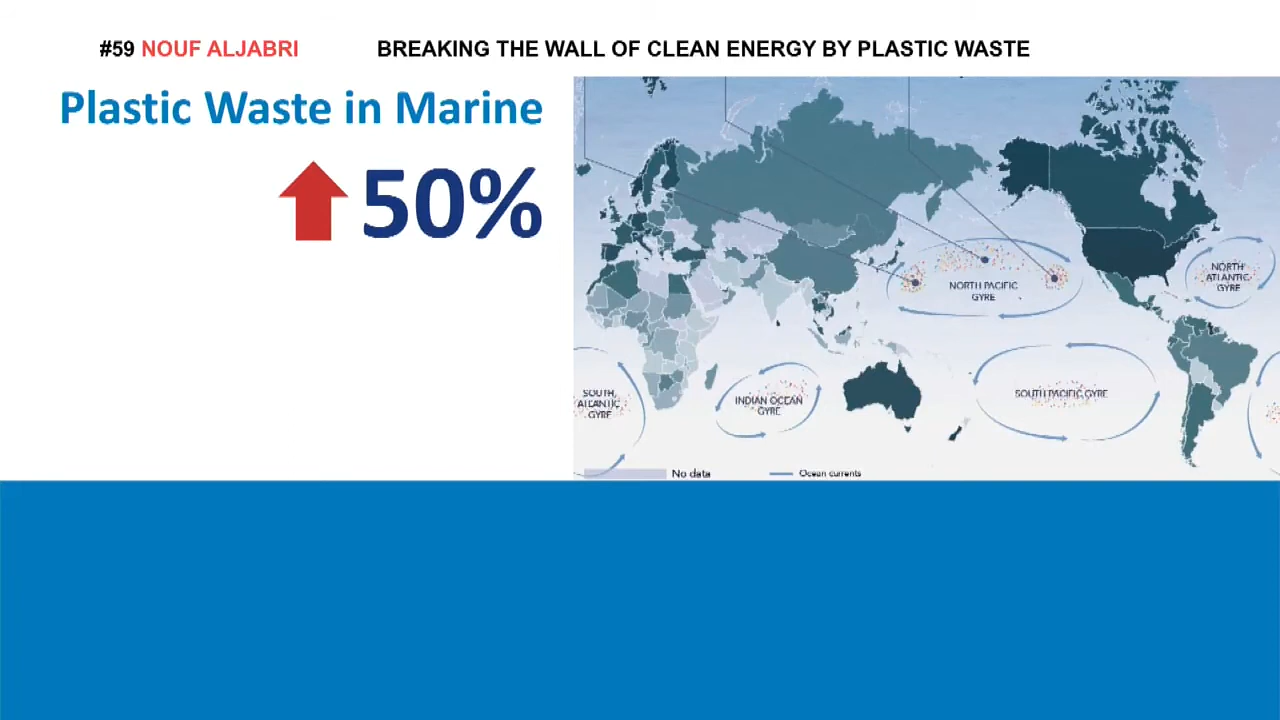 #59 NOUF ALJABRI BREAKING THE WALL OF CLEAN ENERGY BY PLASTIC WASTE
Plastic Waste in Marine
50%
NORTH PACIFIC
GYRE
NORTH
ATLANTIC
GYRE
SOUTH
ATLANTIC
GYRE
INDIAN OCEAN
GYRE
SOUTH PACIFIC GYRE
No data
Ocean currents